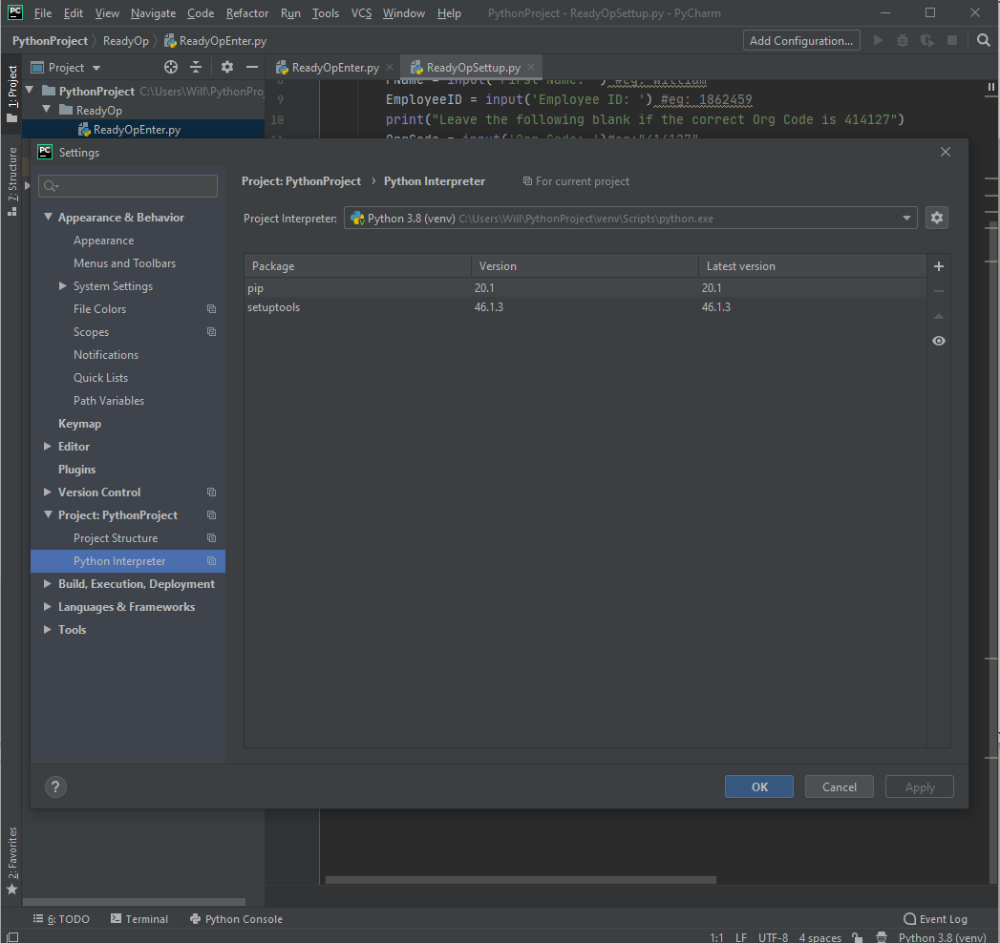 PC File Edit View Navigate Code Refactor Run Tools VCS Window Help PythonProject - ReadyOpSettup.py - PyCharm
PythonProject ReadyOp ReadyOpEnter.py Add Configuration...
1: Project
Project
ReadyOpEnter.py ReadyOpSettup.py
PythonProject C:\Users\Will\PythonProj
ReadyOp
ReadyOpEnter.py
8 FName = input('First Name: ') #eg: William
9 EmployeeID = input('Employee ID: ') #eg: 1862459
10 print("Leave the following blank if the correct Org Code is 414127")
11 OrgCode = input('Org Code: ')#eg:"414127"
7: Structure
PC Settings
Project: PythonProject › Python Interpreter For current project
Project Interpreter: Python 3.8 (venv) C:\Users\Will\PythonProject\venv\Scripts\python.exe
Package Version Latest version
pip 20.1 20.1
setuptools 46.1.3 46.1.3
Appearance & Behavior
Appearance
Menus and Toolbars
System Settings
File Colors
Scopes
Notifications
Quick Lists
Path Variables
Keymap
Editor
Plugins
Version Control
Project: PythonProject
Project Structure
Python Interpreter
Build, Execution, Deployment
Languages & Frameworks
Tools
? OK Cancel Apply
2: Favorites
6: TODO Terminal Python Console Event Log
1:1 LF UTF-8 4 spaces Python 3.8 (venv)